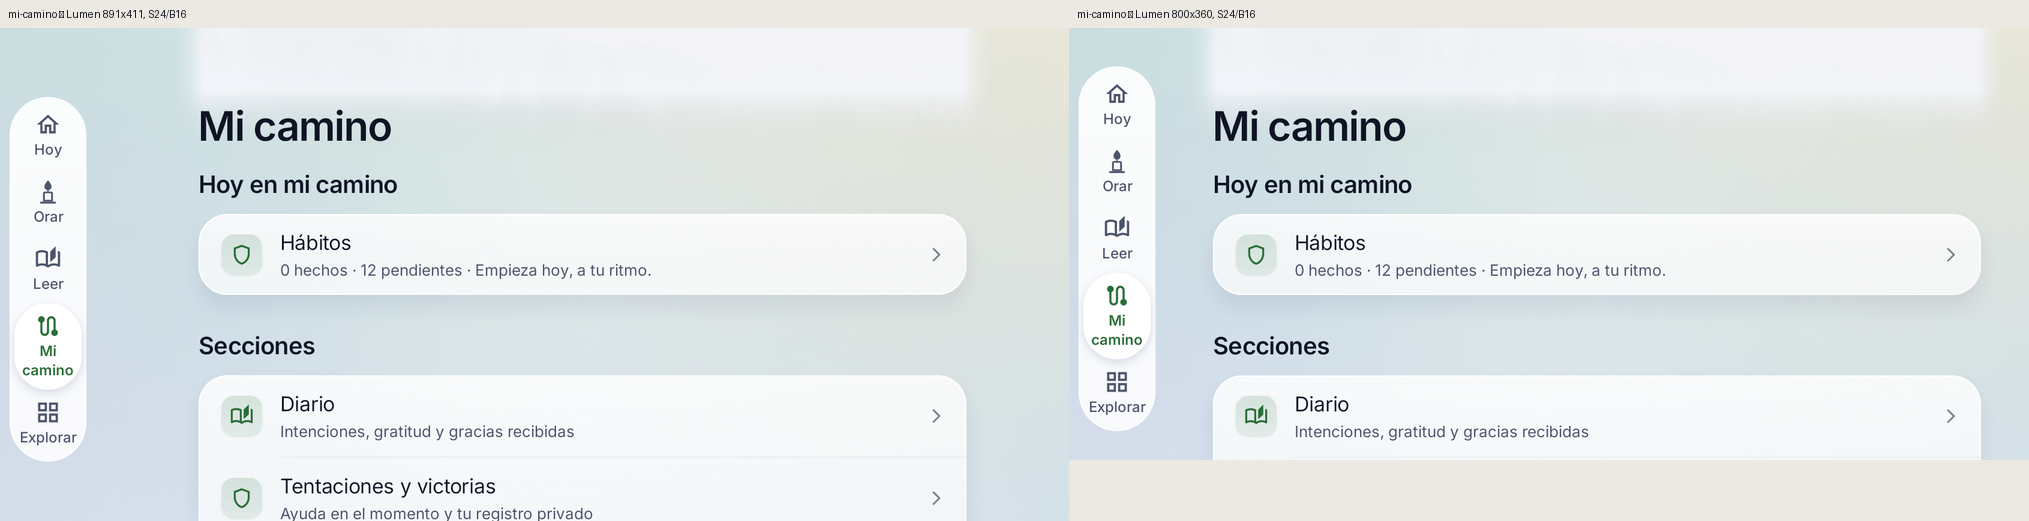 mi-camino▯Lumen 891x411, S24/B16
Hoy
Orar
Leer
Mi
camino
Explorar
Mi camino
Hoy en mi camino
Hábitos
0 hechos · 12 pendientes · Empieza hoy, a tu ritmo.
Secciones
Diario
Intenciones, gratitud y gracias recibidas
Tentaciones y victorias
Ayuda en el momento y tu registro privado
mi-camino▯Lumen 800x360, S24/B16
Hoy
Orar
Leer
Mi
camino
Explorar
Mi camino
Hoy en mi camino
Hábitos
0 hechos · 12 pendientes · Empieza hoy, a tu ritmo.
Secciones
Diario
Intenciones, gratitud y gracias recibidas